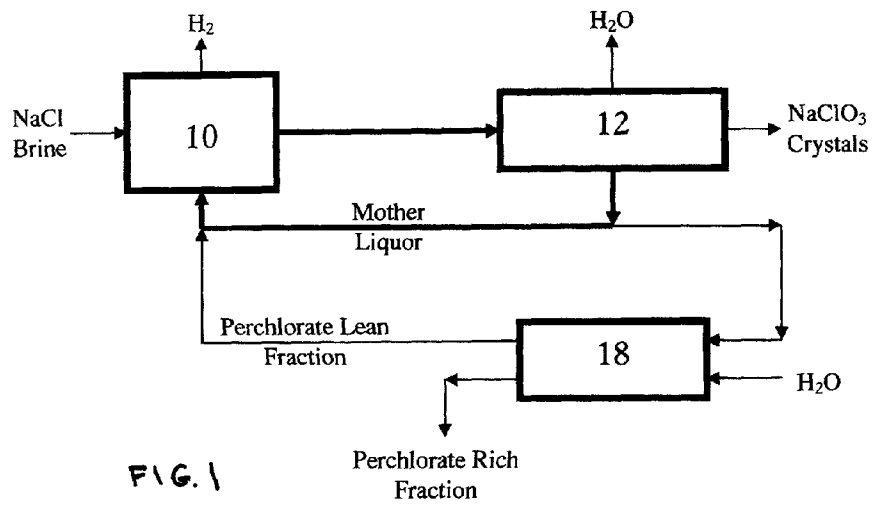 H₂
H₂O
NaCl
Brine
10
12
NaClO₃
Crystals
Mother
Liquor
Perchlorate Lean
Fraction
18
H₂O
Perchlorate Rich
Fraction
FIG. 1